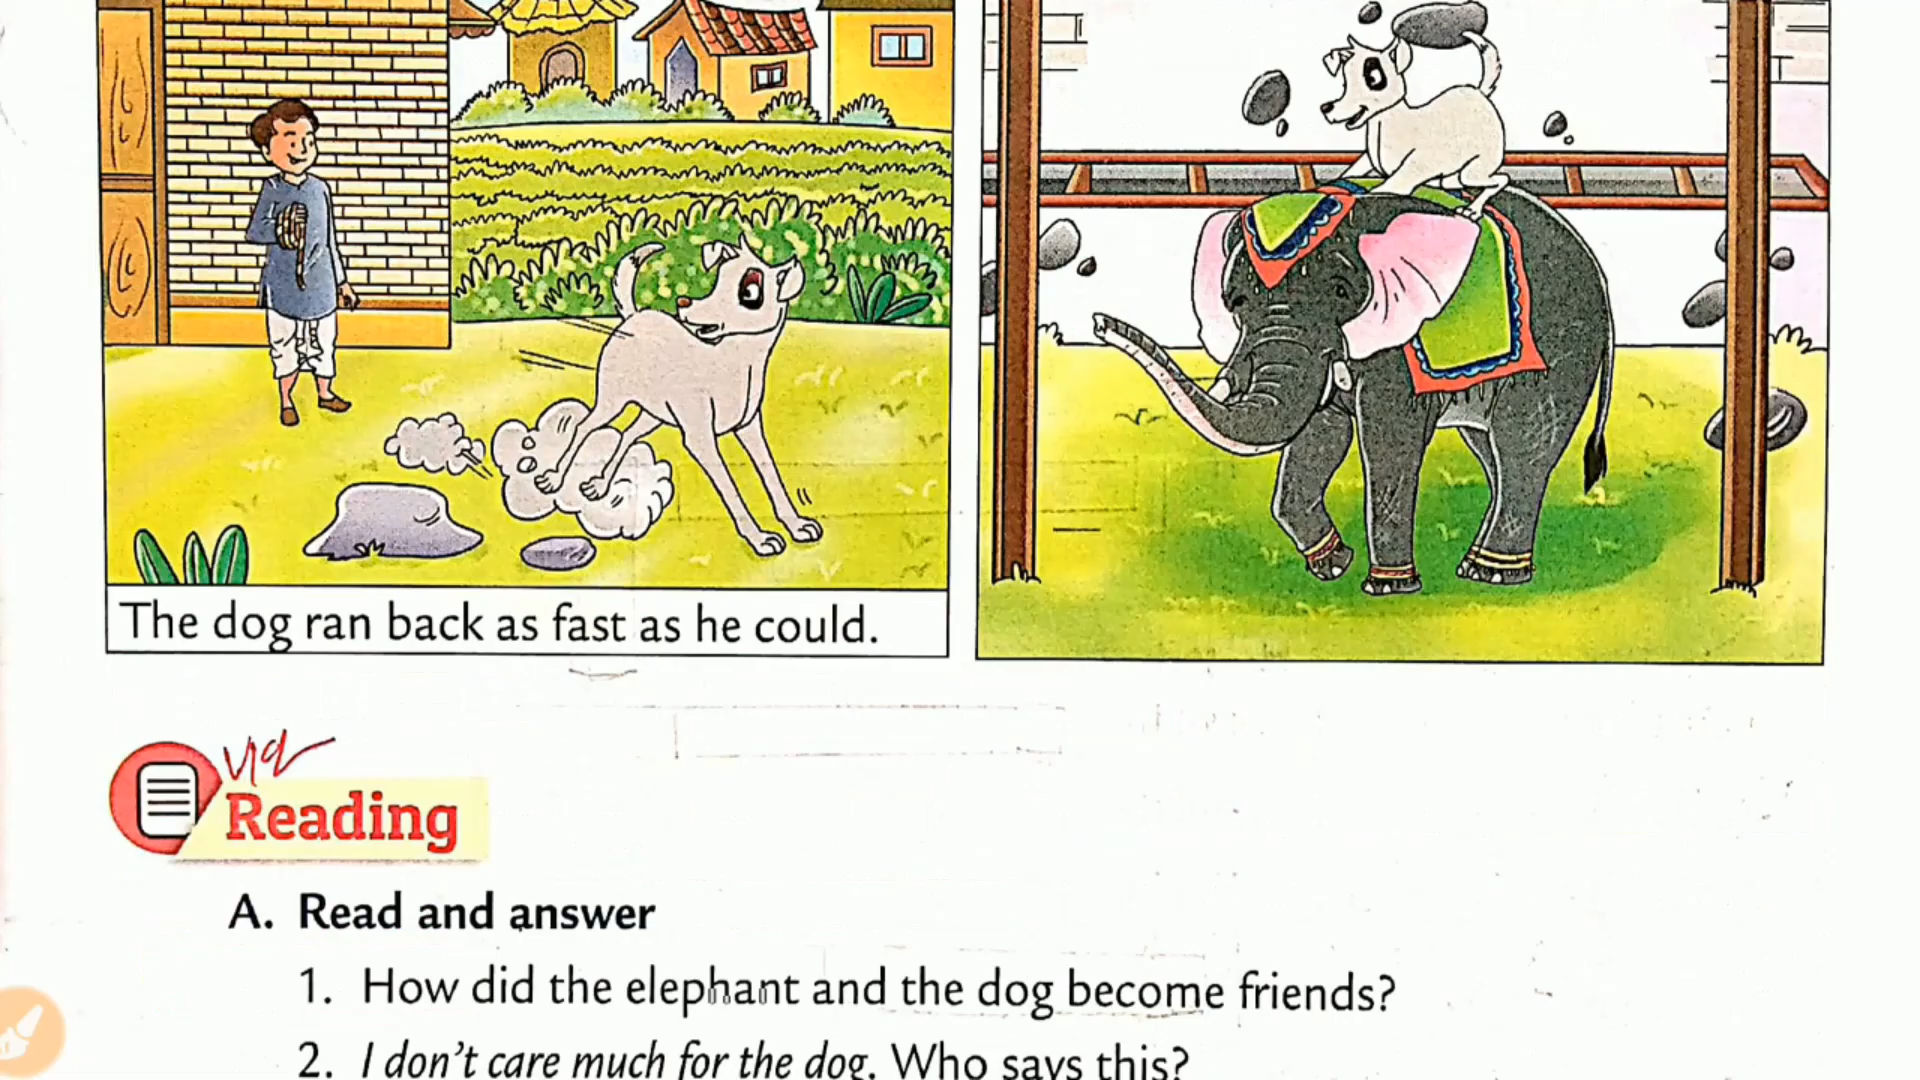 The dog ran back as fast as he could.
Reading
A. Read and answer
1. How did the elephant and the dog become friends?
2. I don't care much for the dog. Who says this?